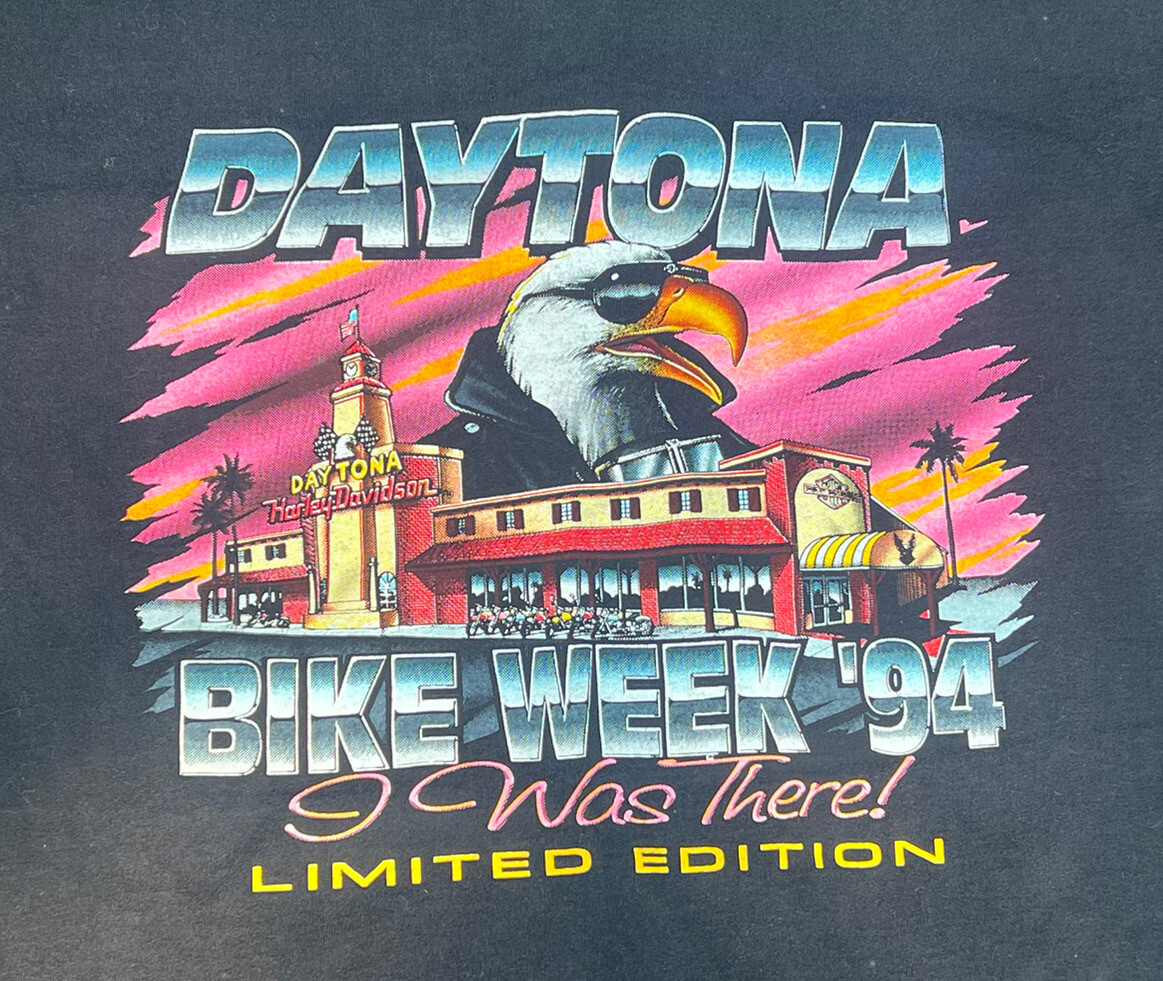 DAYTONA
DAYTONA
Harley-Davidson
BIKE WEEK '94
I Was There!
LIMITED EDITION